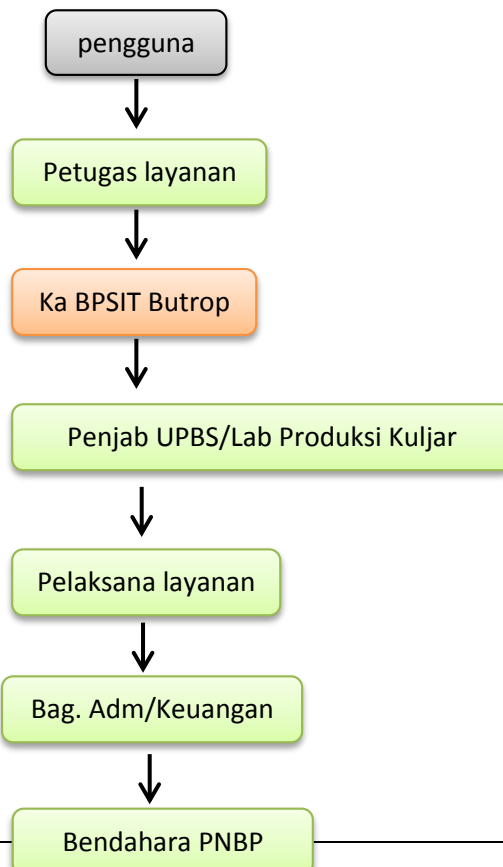 pengguna
Petugas layanan
Ka BPSIT Butrop
Penjab UPBS/Lab Produksi Kuljar
Pelaksana layanan
Bag. Adm/Keuangan
Bendahara PNBP